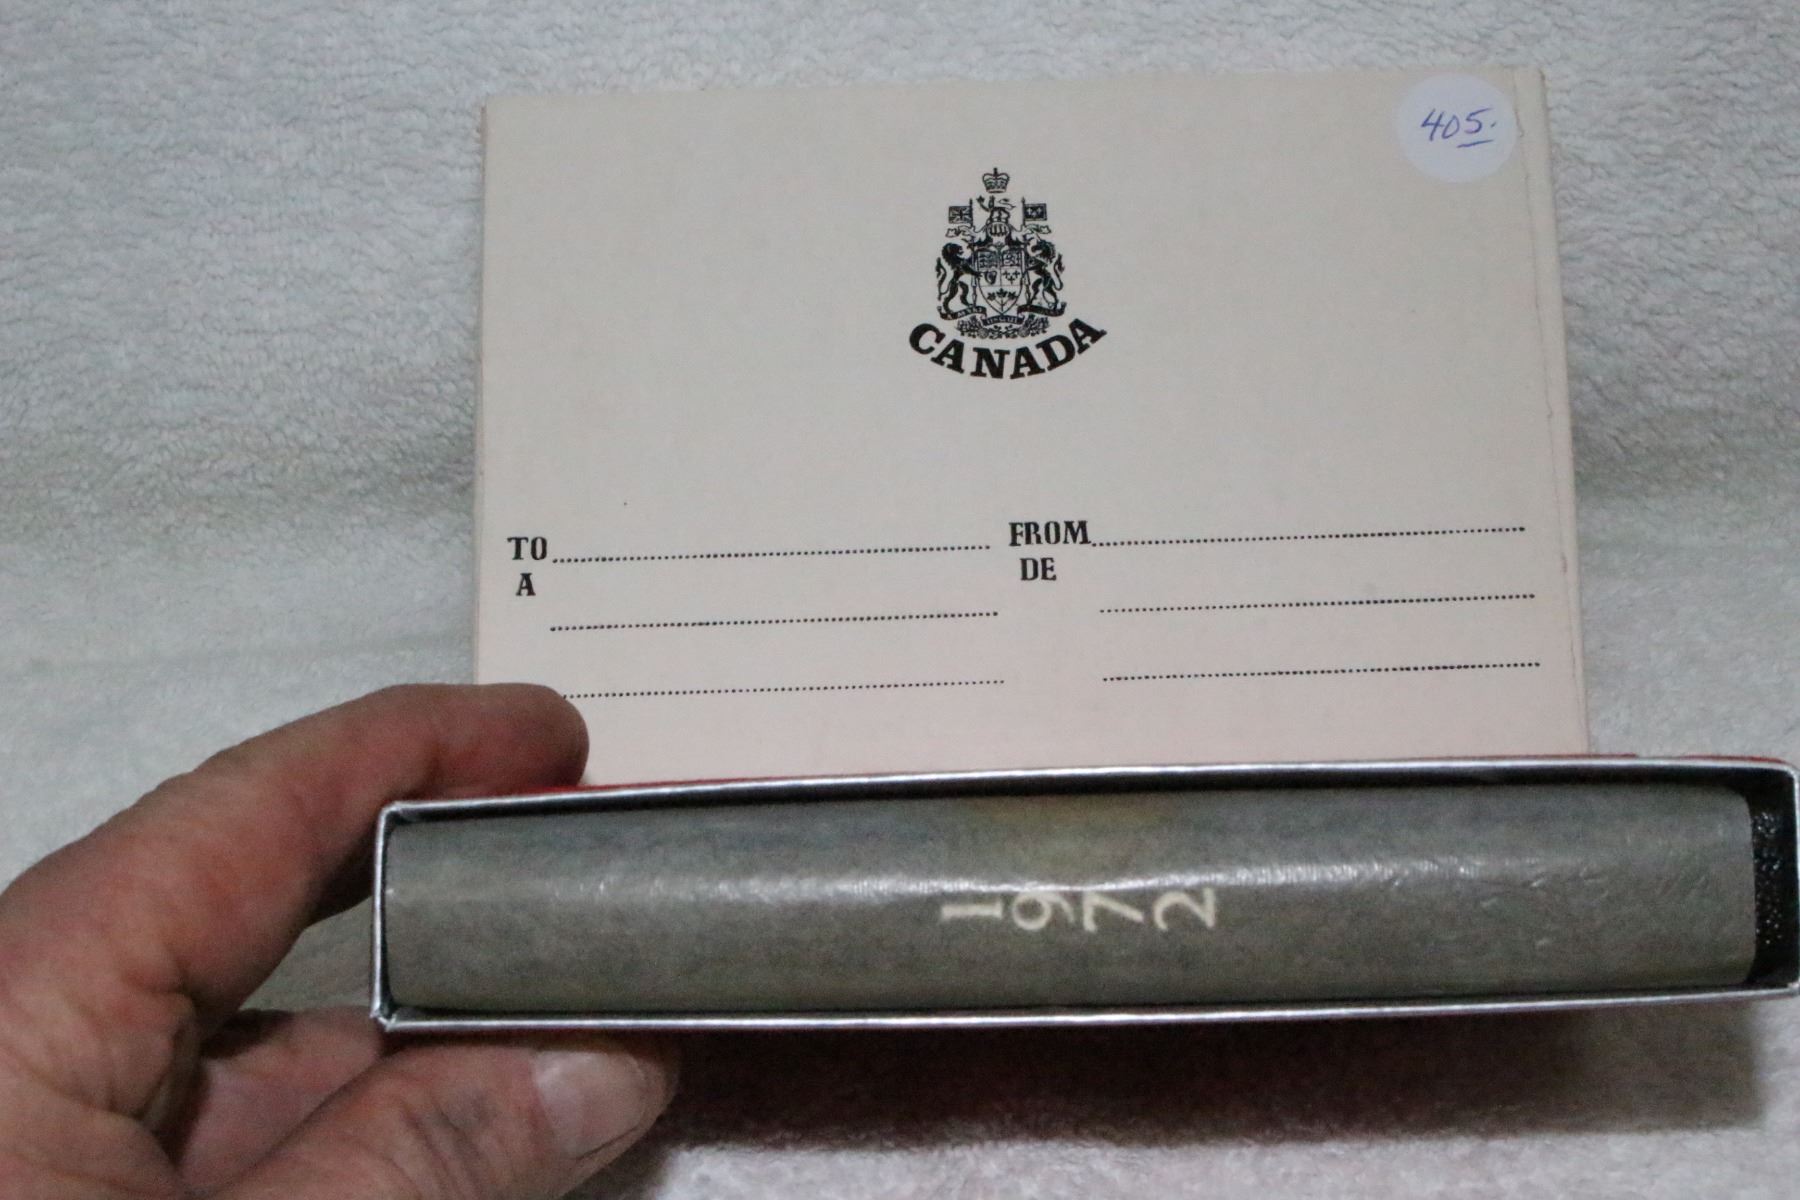 405.
CANADA
TO
FROM
A
DE
1972